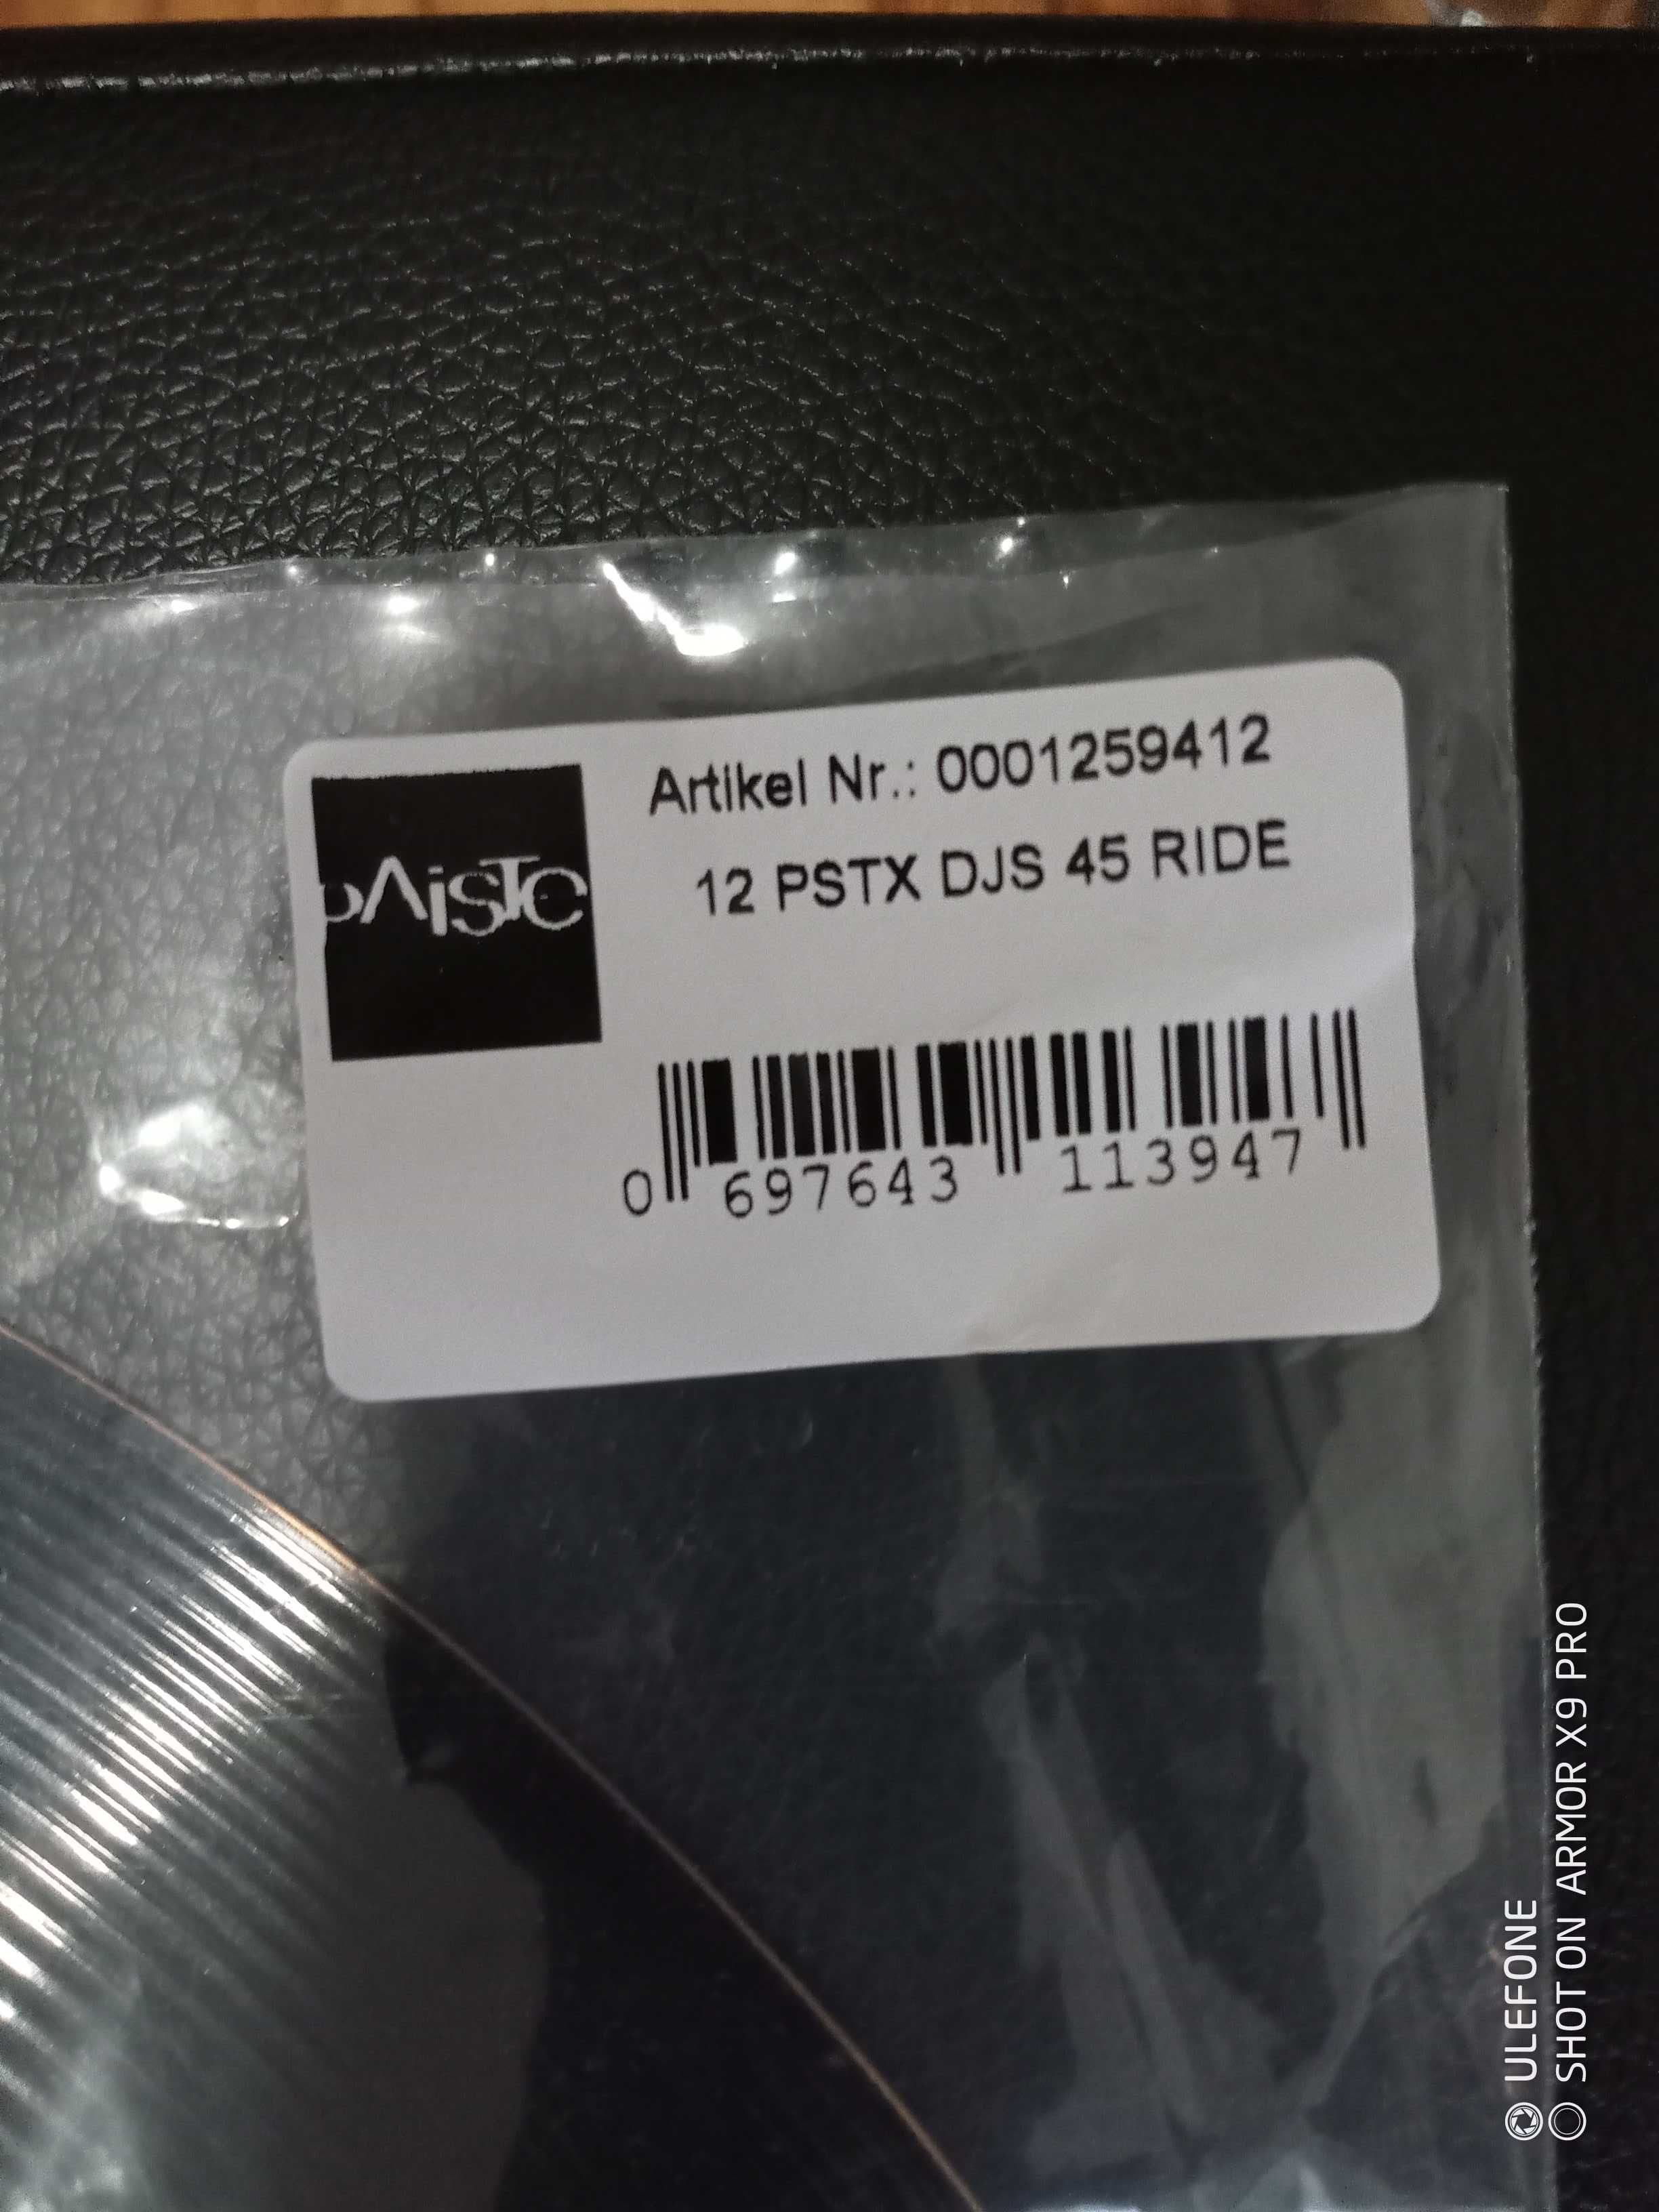 pAisTe
Artikel Nr.: 0001259412
12 PSTX DJS 45 RIDE
0 697643 113947
ULEFONE
SHOT ON ARMOR X9 PRO